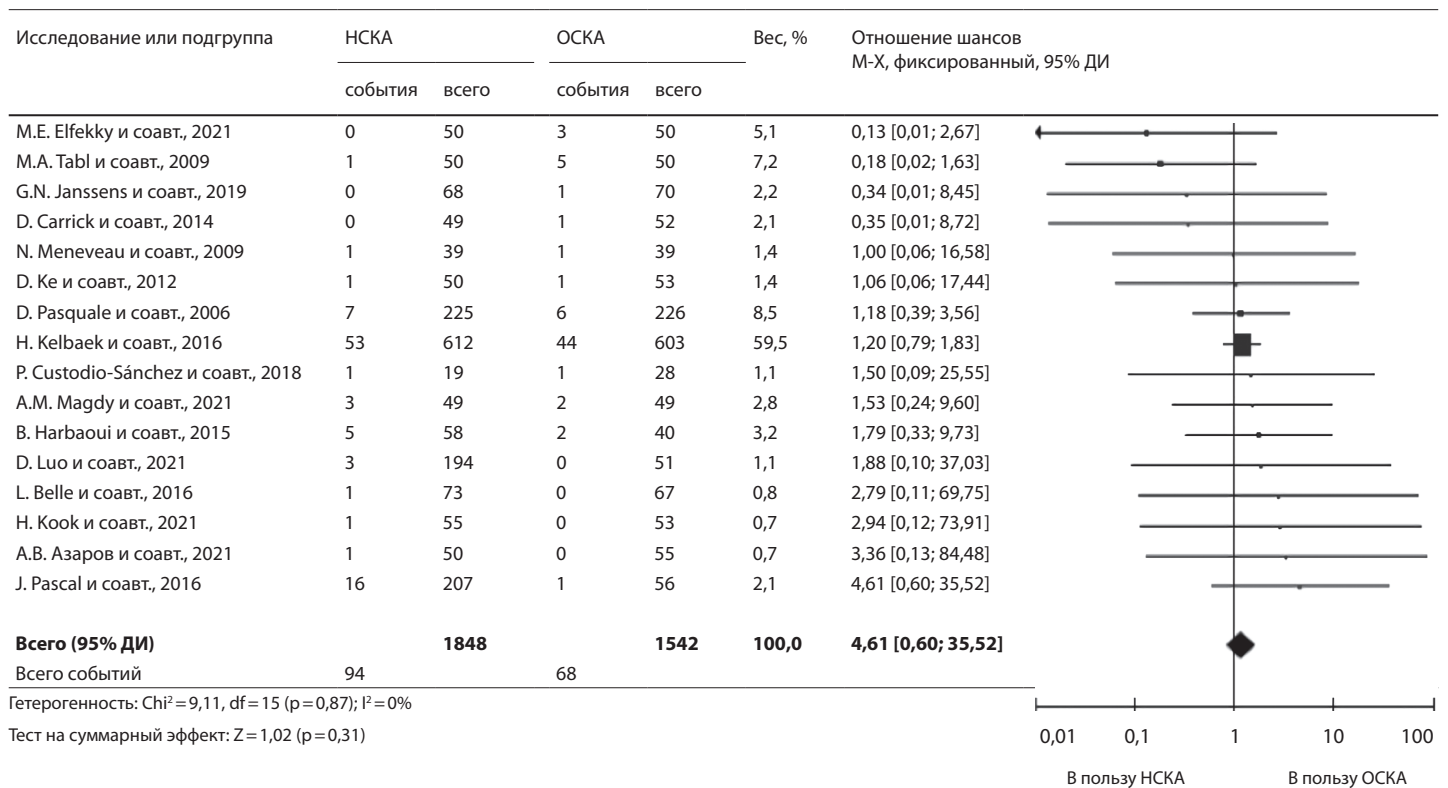 Исследование или подгруппа НСКА ОСКА Вес, % Отношение шансов
М-Х, фиксированный, 95% ДИ
события всего события всего
M.E. Elfekky и соавт., 2021 0 50 3 50 5,1 0,13 [0,01; 2,67]
M.A. Tabl и соавт., 2009 1 50 5 50 7,2 0,18 [0,02; 1,63]
G.N. Janssens и соавт., 2019 0 68 1 70 2,2 0,34 [0,01; 8,45]
D. Carrick и соавт., 2014 0 49 1 52 2,1 0,35 [0,01; 8,72]
N. Meneveau и соавт., 2009 1 39 1 39 1,4 1,00 [0,06; 16,58]
D. Ke и соавт., 2012 1 50 1 53 1,4 1,06 [0,06; 17,44]
D. Pasquale и соавт., 2006 7 225 6 226 8,5 1,18 [0,39; 3,56]
H. Kelbaek и соавт., 2016 53 612 44 603 59,5 1,20 [0,79; 1,83]
P. Custodio-Sánchez и соавт., 2018 1 19 1 28 1,1 1,50 [0,09; 25,55]
A.M. Magdy и соавт., 2021 3 49 2 49 2,8 1,53 [0,24; 9,60]
B. Harbaoui и соавт., 2015 5 58 2 40 3,2 1,79 [0,33; 9,73]
D. Luo и соавт., 2021 3 194 0 51 1,1 1,88 [0,10; 37,03]
L. Belle и соавт., 2016 1 73 0 67 0,8 2,79 [0,11; 69,75]
H. Kook и соавт., 2021 1 55 0 53 0,7 2,94 [0,12; 73,91]
А.В. Азаров и соавт., 2021 1 50 0 55 0,7 3,36 [0,13; 84,48]
J. Pascal и соавт., 2016 16 207 1 56 2,1 4,61 [0,60; 35,52]
Всего (95% ДИ) 1848 1542 100,0 4,61 [0,60; 35,52]
Всего событий 94 68
Гетерогенность: Chi² = 9,11, df = 15 (p = 0,87); I² = 0%
Тест на суммарный эффект: Z = 1,02 (p = 0,31)
0,01 0,1 1 10 100
В пользу НСКА В пользу ОСКА